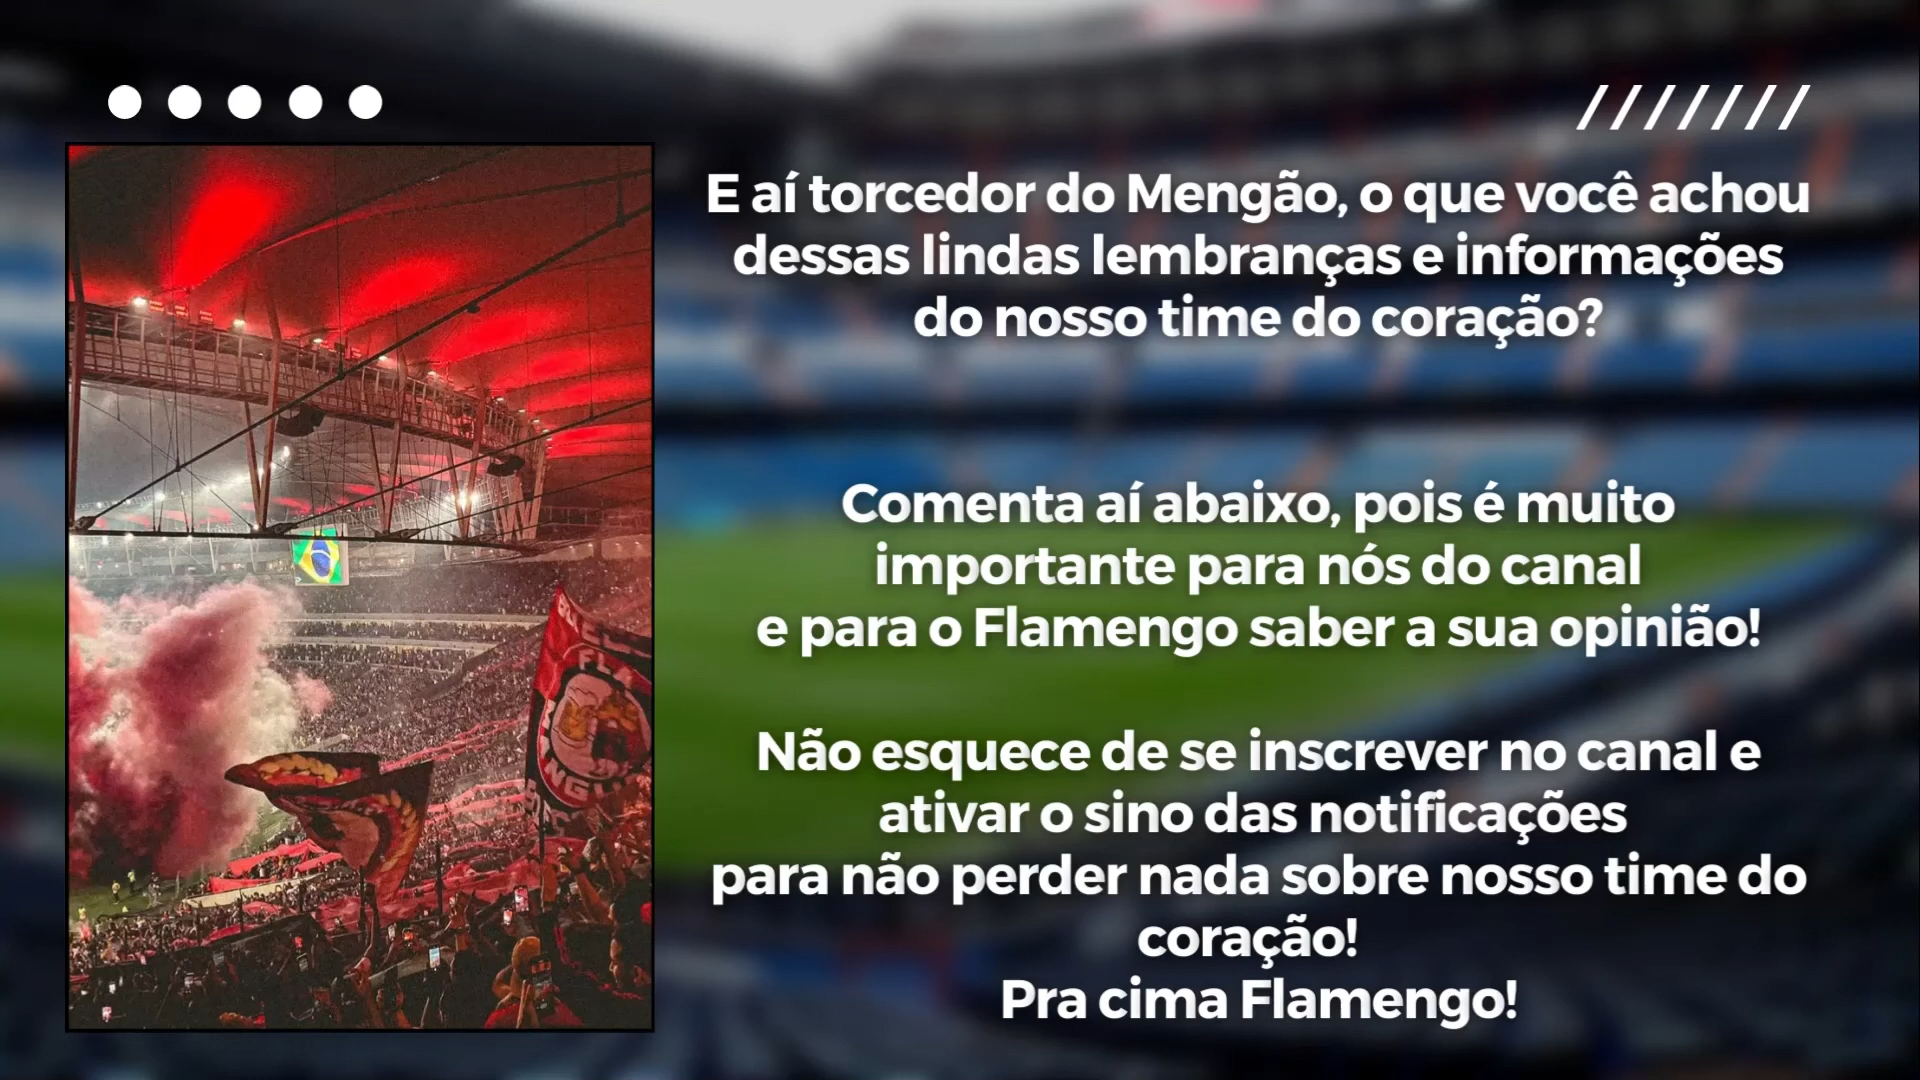 E aí torcedor do Mengão, o que você achou
dessas lindas lembranças e informações
do nosso time do coração?
Comenta aí abaixo, pois é muito
importante para nós do canal
e para o Flamengo saber a sua opinião!
Não esquece de se inscrever no canal e
ativar o sino das notificações
para não perder nada sobre nosso time do
coração!
Pra cima Flamengo!